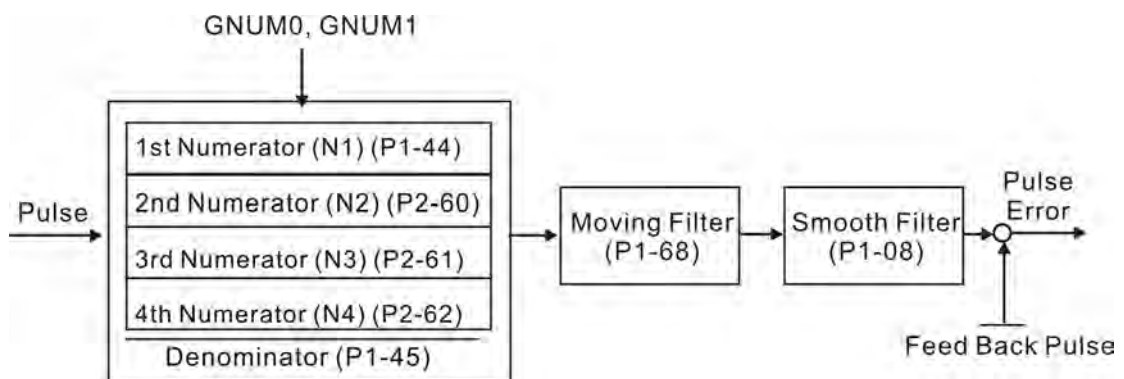 GNUM0, GNUM1
Pulse
1st Numerator (N1) (P1-44)
2nd Numerator (N2) (P2-60)
3rd Numerator (N3) (P2-61)
4th Numerator (N4) (P2-62)
Denominator (P1-45)
Moving Filter
(P1-68)
Smooth Filter
(P1-08)
Pulse
Error
Feed Back Pulse